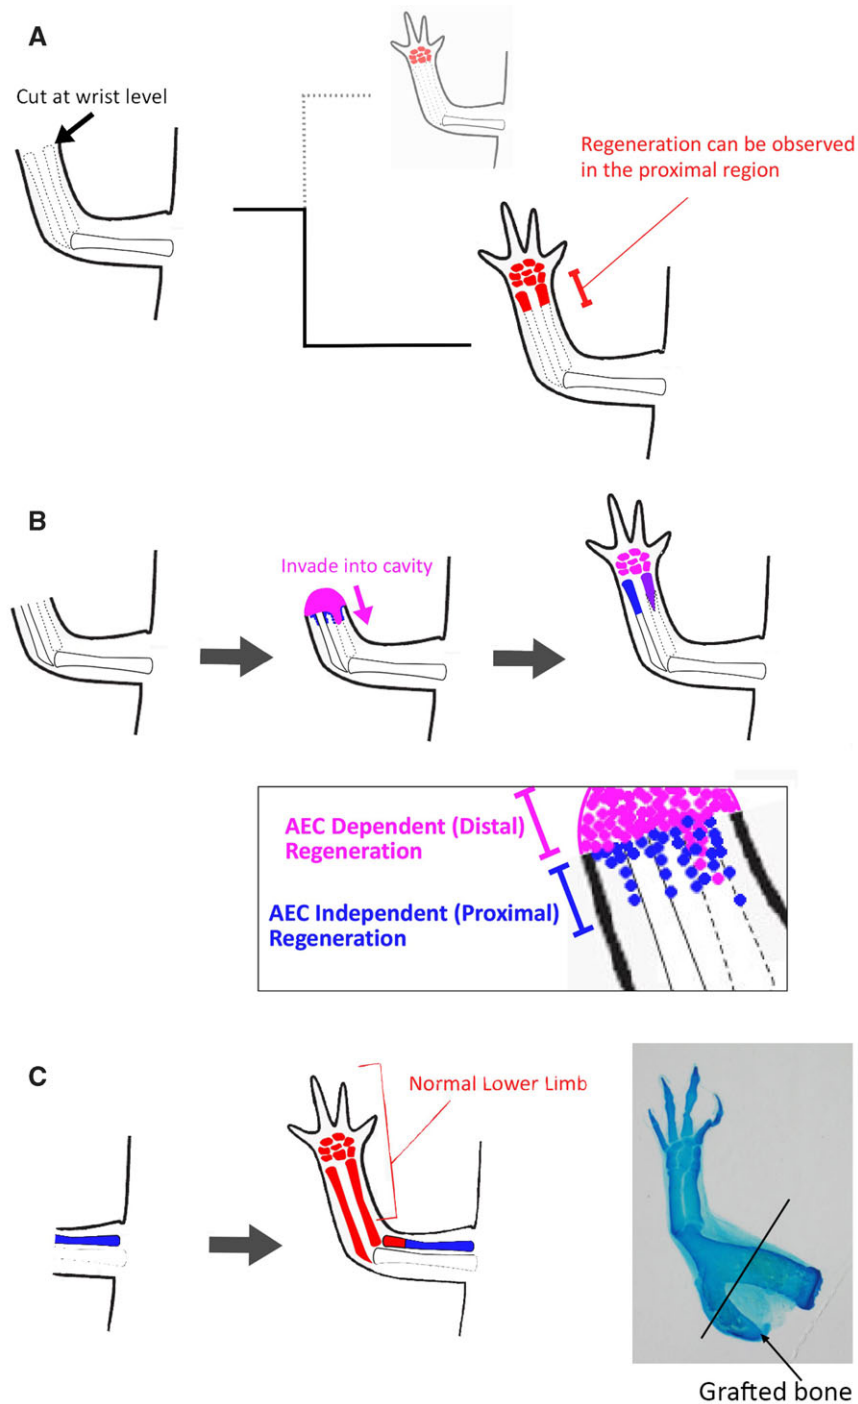 A
Cut at wrist level
Regeneration can be observed
in the proximal region
B
Invade into cavity
AEC Dependent (Distal)
Regeneration
AEC Independent (Proximal)
Regeneration
C
Normal Lower Limb
Grafted bone